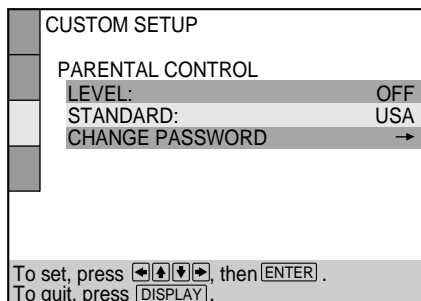 CUSTOM SETUP
PARENTAL CONTROL
LEVEL: OFF
STANDARD: USA
CHANGE PASSWORD →
To set, press ←↑↓→, then ENTER .
To quit, press DISPLAY.